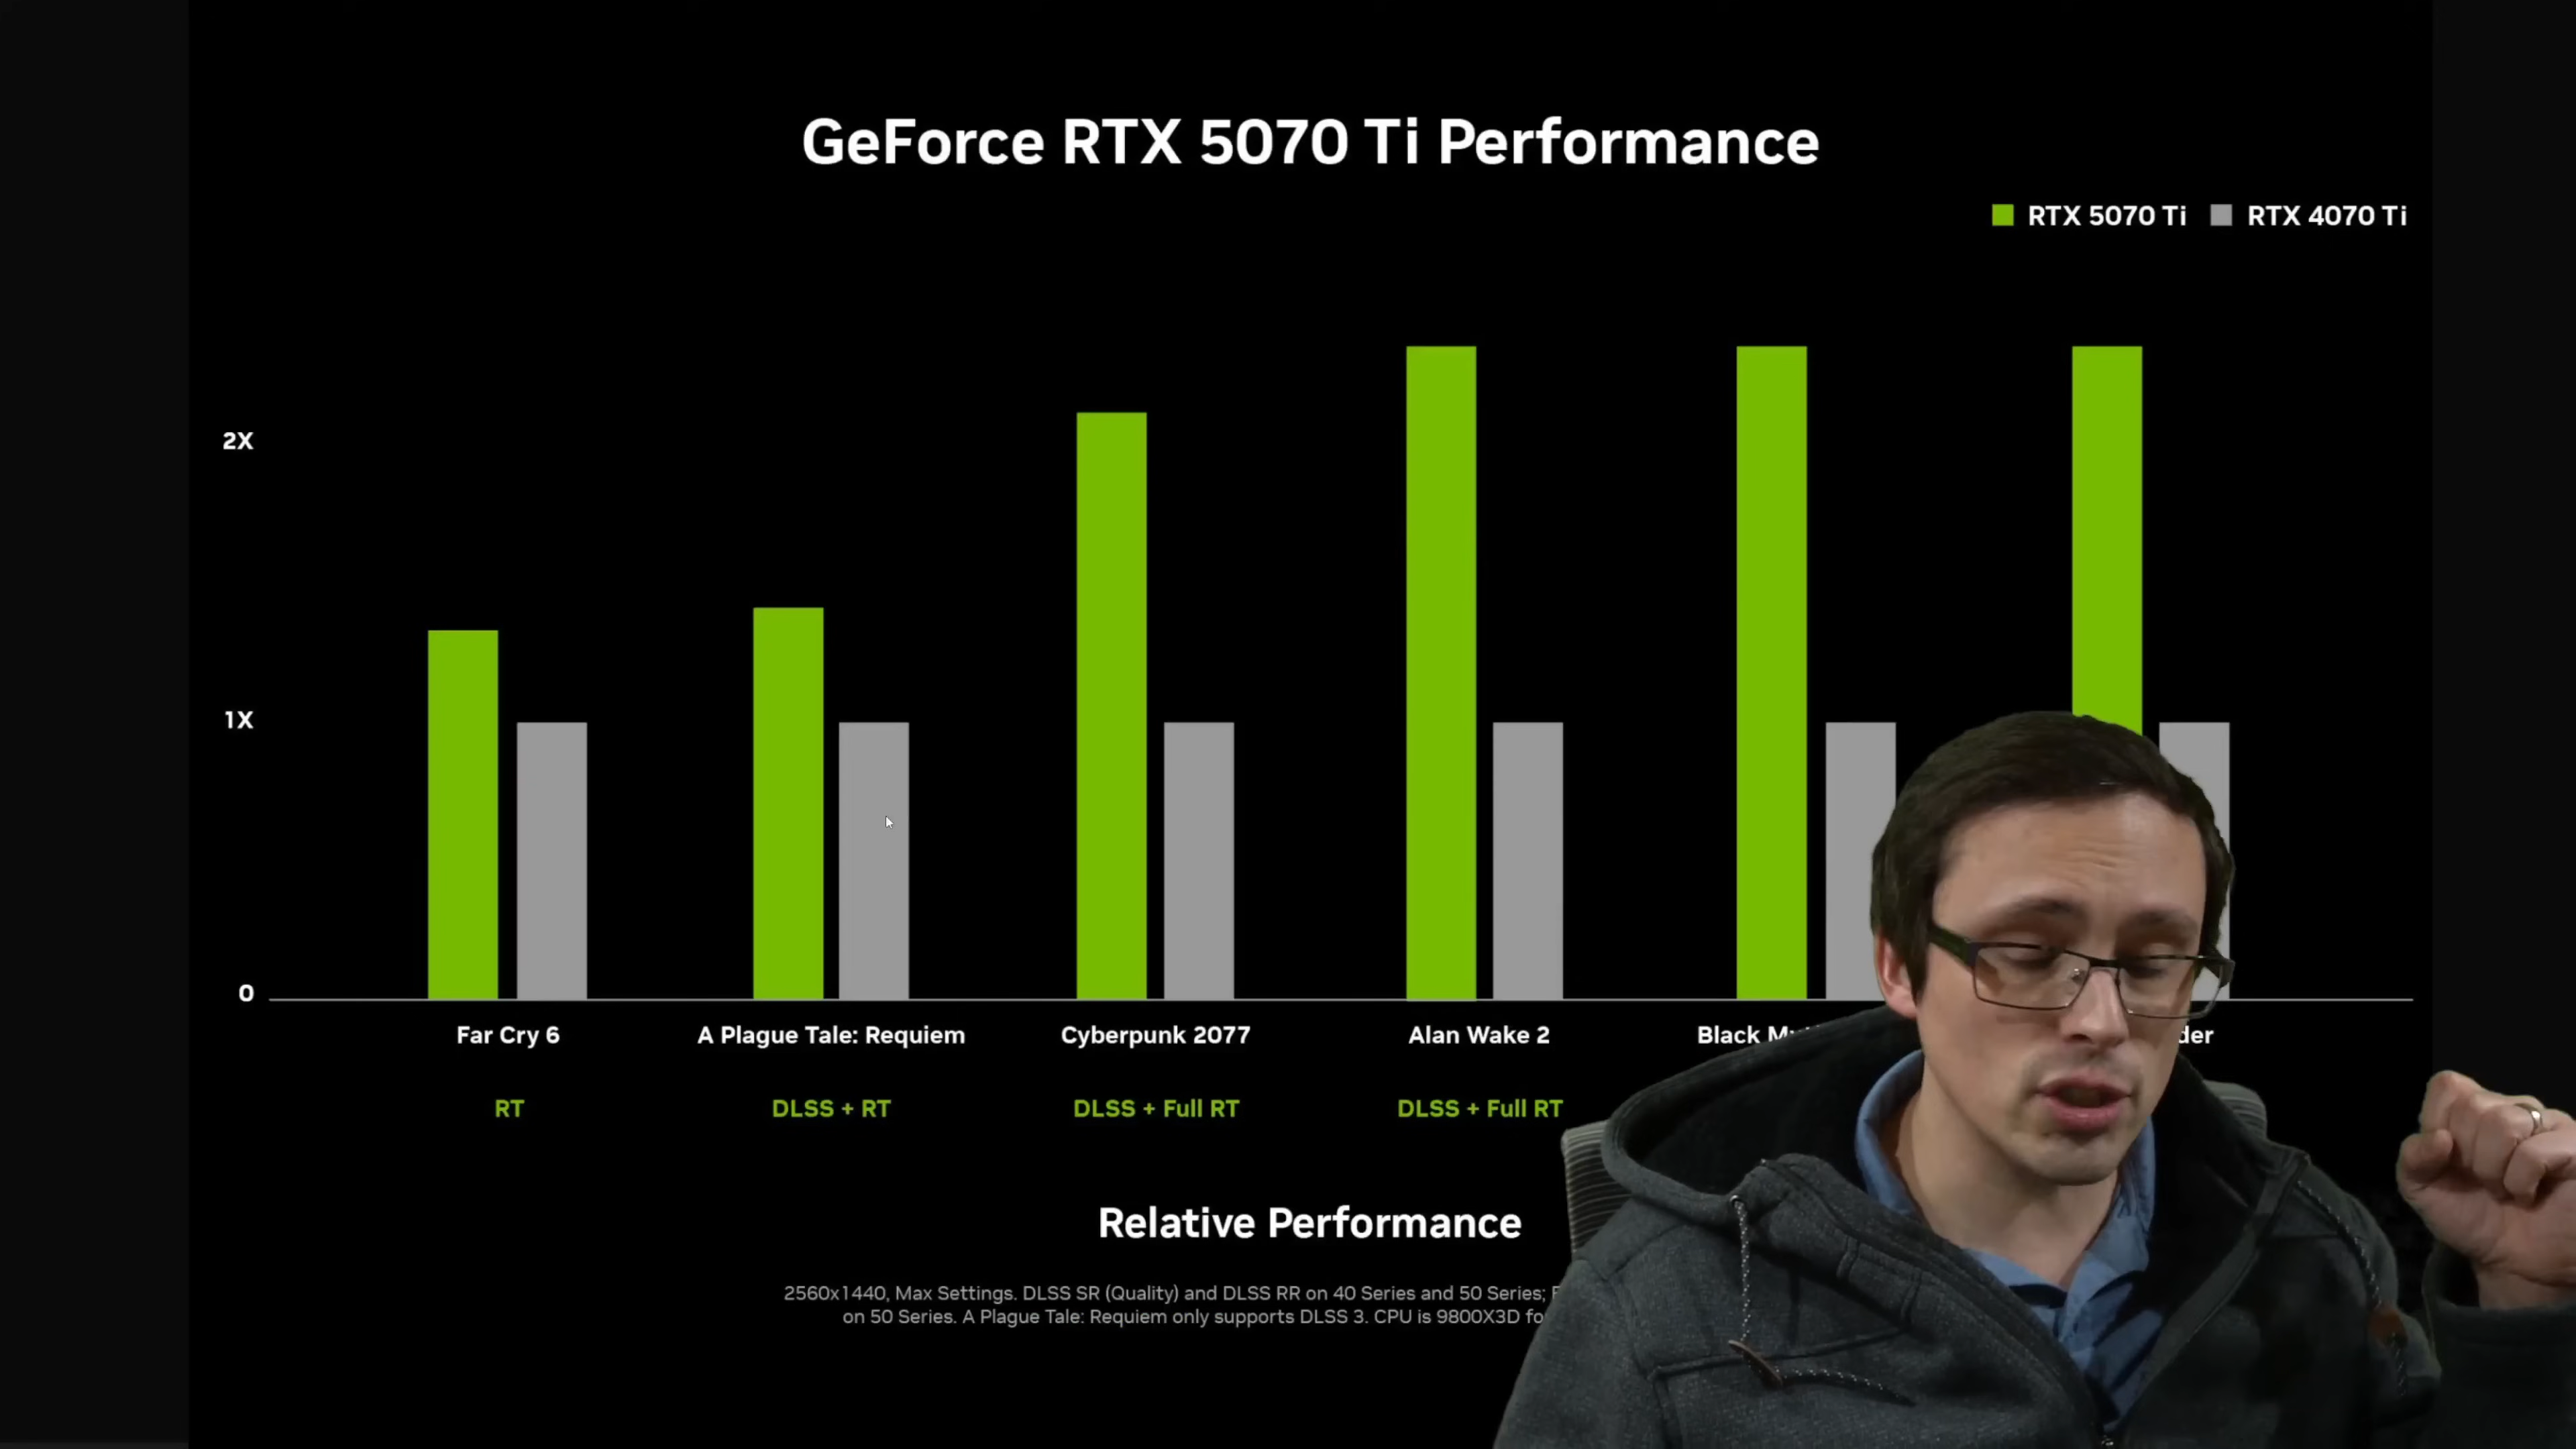 GeForce RTX 5070 Ti Performance
RTX 5070 Ti RTX 4070 Ti
2X
1X
0
Far Cry 6 A Plague Tale: Requiem Cyberpunk 2077 Alan Wake 2 Black
RT DLSS + RT DLSS + Full RT DLSS + Full RT
Relative Performance
2560x1440, Max Settings. DLSS SR (Quality) and DLSS RR on 40 Series and 50 Series;
on 50 Series. A Plague Tale: Requiem only supports DLSS 3. CPU is 9800X3D